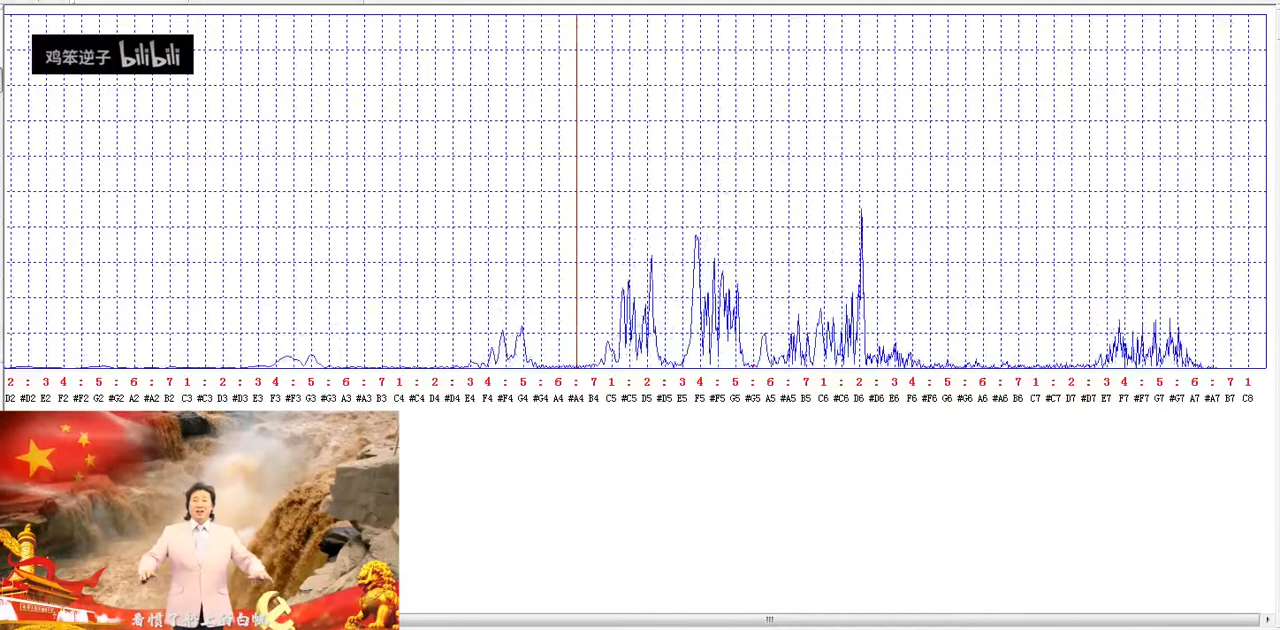 鸡笨逆子 bilibili
2 : 3 4 : 5 : 6 : 7 1 : 2 : 3 4 : 5 : 6 : 7 1 : 2 : 3 4 : 5 : 6 : 7 1 : 2 : 3 4 : 5 : 6 : 7 1 : 2 : 3 4 : 5 : 6 : 7 1 : 2 : 3 4 : 5 : 6 : 7 1
D2 #D2 E2 F2 #F2 G2 #G2 A2 #A2 B2 C3 #C3 D3 #D3 E3 F3 #F3 G3 #G3 A3 #A3 B3 C4 #C4 D4 #D4 E4 F4 #F4 G4 #G4 A4 #A4 B4 C5 #C5 D5 #D5 E5 F5 #F5 G5 #G5 A5 #A5 B5 C6 #C6 D6 #D6 E6 F6 #F6 G6 #G6 A6 #A6 B6 C7 #C7 D7 #D7 E7 F7 #F7 G7 #G7 A7 #A7 B7 C8
看惯了
白帆